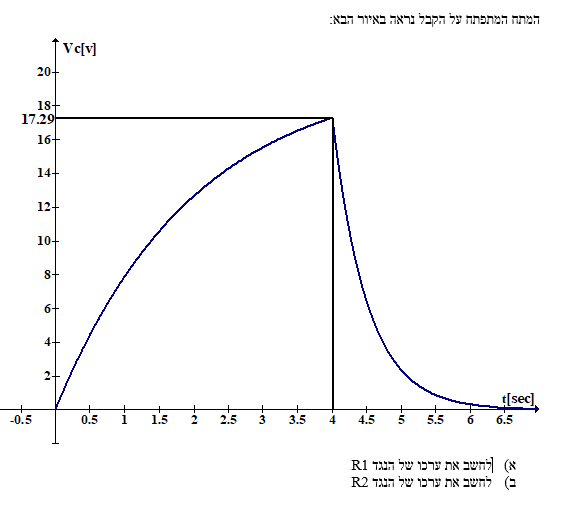 המתח המתפתח על הקבל נראה באיור הבא:
Vc[v]
20
18
17.29
16
14
12
10
8
6
4
2
t[sec]
-0.5 0.5 1 1.5 2 2.5 3 3.5 4 4.5 5 5.5 6 6.5
א) לחשב את ערכו של הנגד R1
ב) לחשב את ערכו של הנגד R2